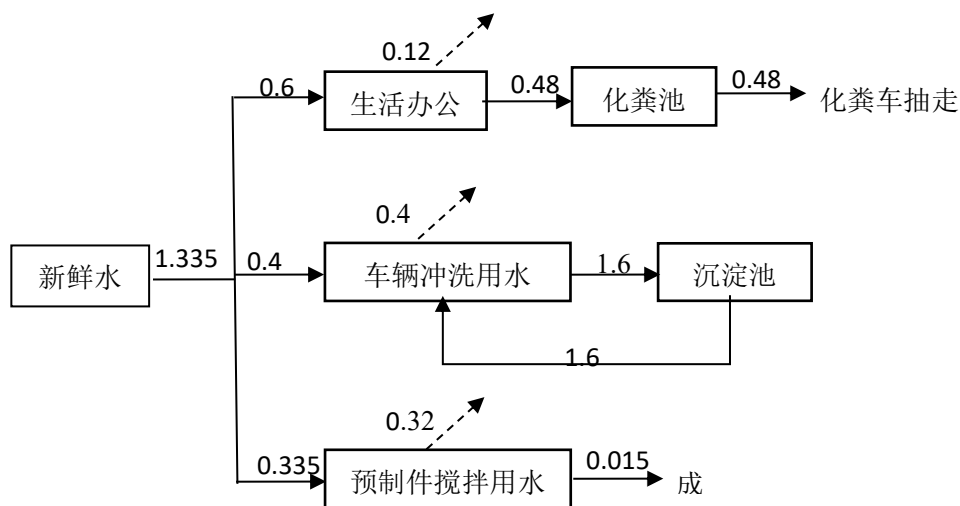 0.12
0.6
生活办公
0.48
化粪池
0.48
化粪车抽走
新鲜水
1.335
0.4
0.4
车辆冲洗用水
1.6
沉淀池
1.6
0.32
0.335
预制件搅拌用水
0.015
成